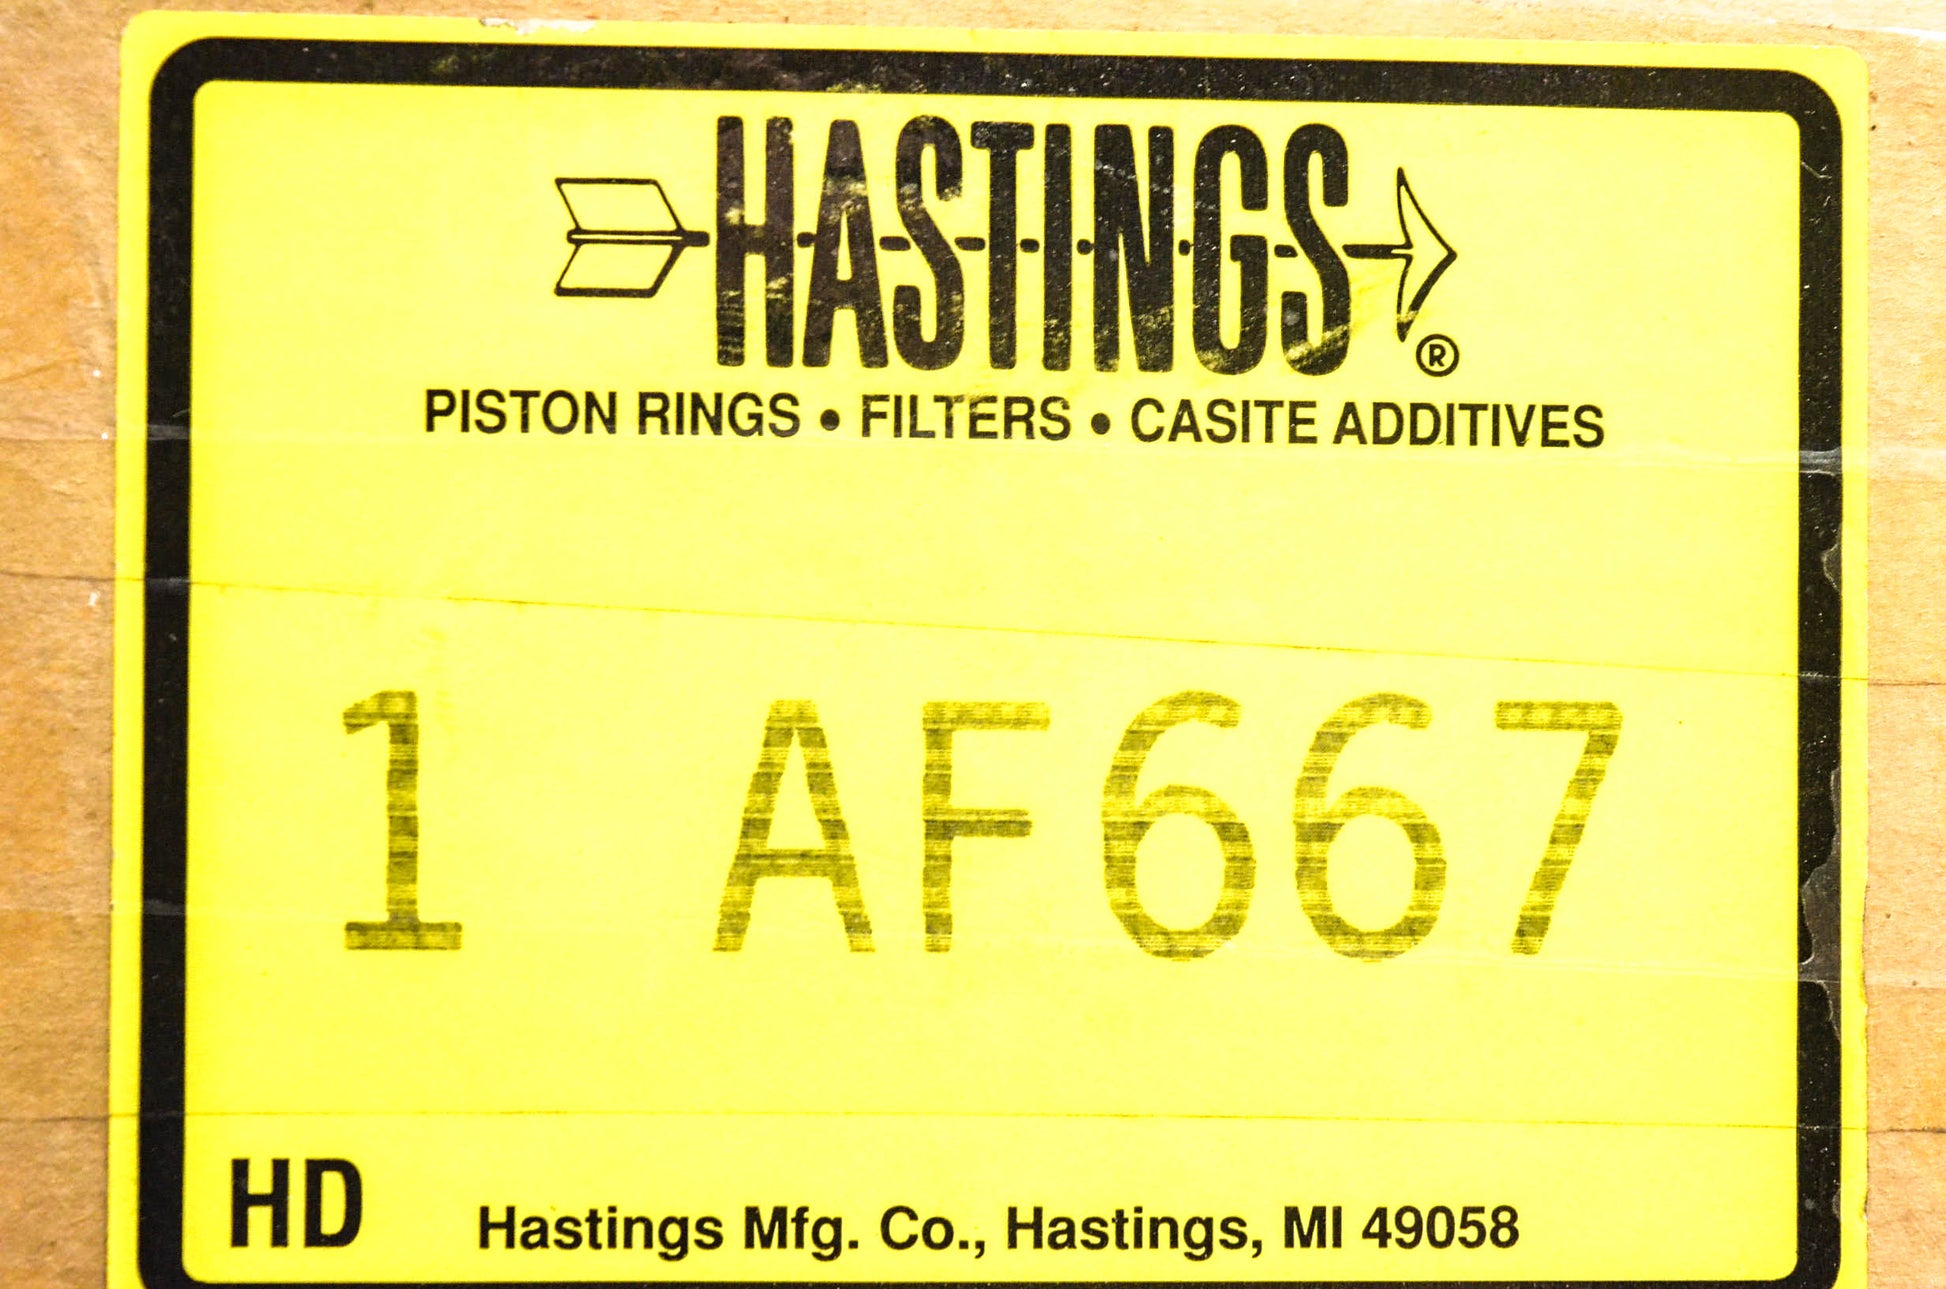 HASTINGS®
PISTON RINGS • FILTERS • CASITE ADDITIVES
1 AF667
HD
Hastings Mfg. Co., Hastings, MI 49058